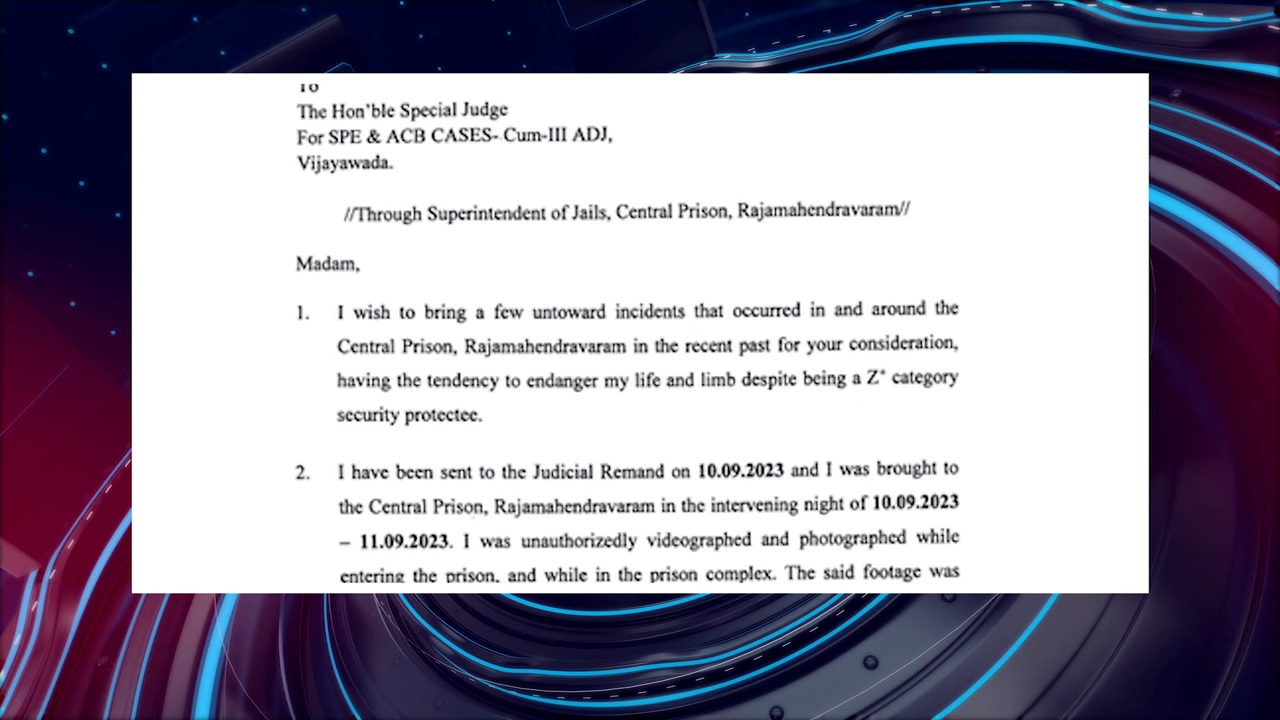 To
The Hon'ble Special Judge
For SPE & ACB CASES- Cum-III ADJ,
Vijayawada.
//Through Superintendent of Jails, Central Prison, Rajamahendravaram//
Madam,
1. I wish to bring a few untoward incidents that occurred in and around the
Central Prison, Rajamahendravaram in the recent past for your consideration,
having the tendency to endanger my life and limb despite being a Z+ category
security protectee.
2. I have been sent to the Judicial Remand on 10.09.2023 and I was brought to
the Central Prison, Rajamahendravaram in the intervening night of 10.09.2023
– 11.09.2023. I was unauthorizedly videographed and photographed while
entering the prison, and while in the prison complex. The said footage was